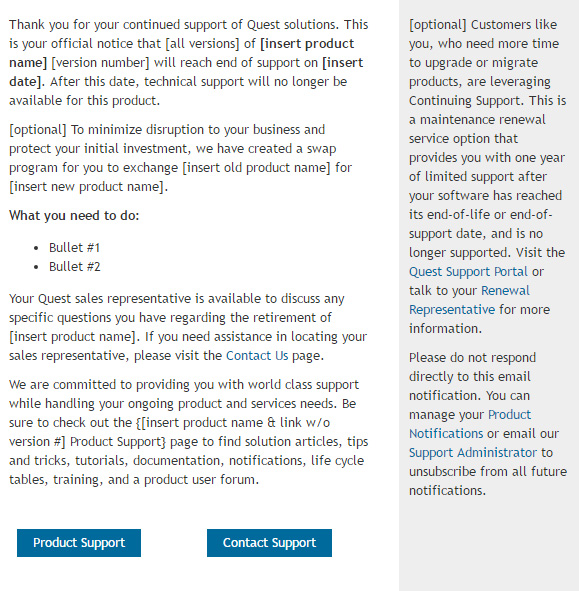 Thank you for your continued support of Quest solutions. This
is your official notice that [all versions] of [insert product
name] [version number] will reach end of support on [insert
date]. After this date, technical support will no longer be
available for this product.
[optional] To minimize disruption to your business and
protect your initial investment, we have created a swap
program for you to exchange [insert old product name] for
[insert new product name].
What you need to do:
• Bullet #1
• Bullet #2
Your Quest sales representative is available to discuss any
specific questions you have regarding the retirement of
[insert product name]. If you need assistance in locating your
sales representative, please visit the Contact Us page.
We are committed to providing you with world class support
while handling your ongoing product and services needs. Be
sure to check out the {[insert product name & link w/o
version #] Product Support} page to find solution articles, tips
and tricks, tutorials, documentation, notifications, life cycle
tables, training, and a product user forum.
Product Support
Contact Support
[optional] Customers like
you, who need more time
to upgrade or migrate
products, are leveraging
Continuing Support. This is
a maintenance renewal
service option that
provides you with one year
of limited support after
your software has reached
its end-of-life or end-of-
support date, and is no
longer supported. Visit the
Quest Support Portal or
talk to your Renewal
Representative for more
information.
Please do not respond
directly to this email
notification. You can
manage your Product
Notifications or email our
Support Administrator to
unsubscribe from all future
notifications.